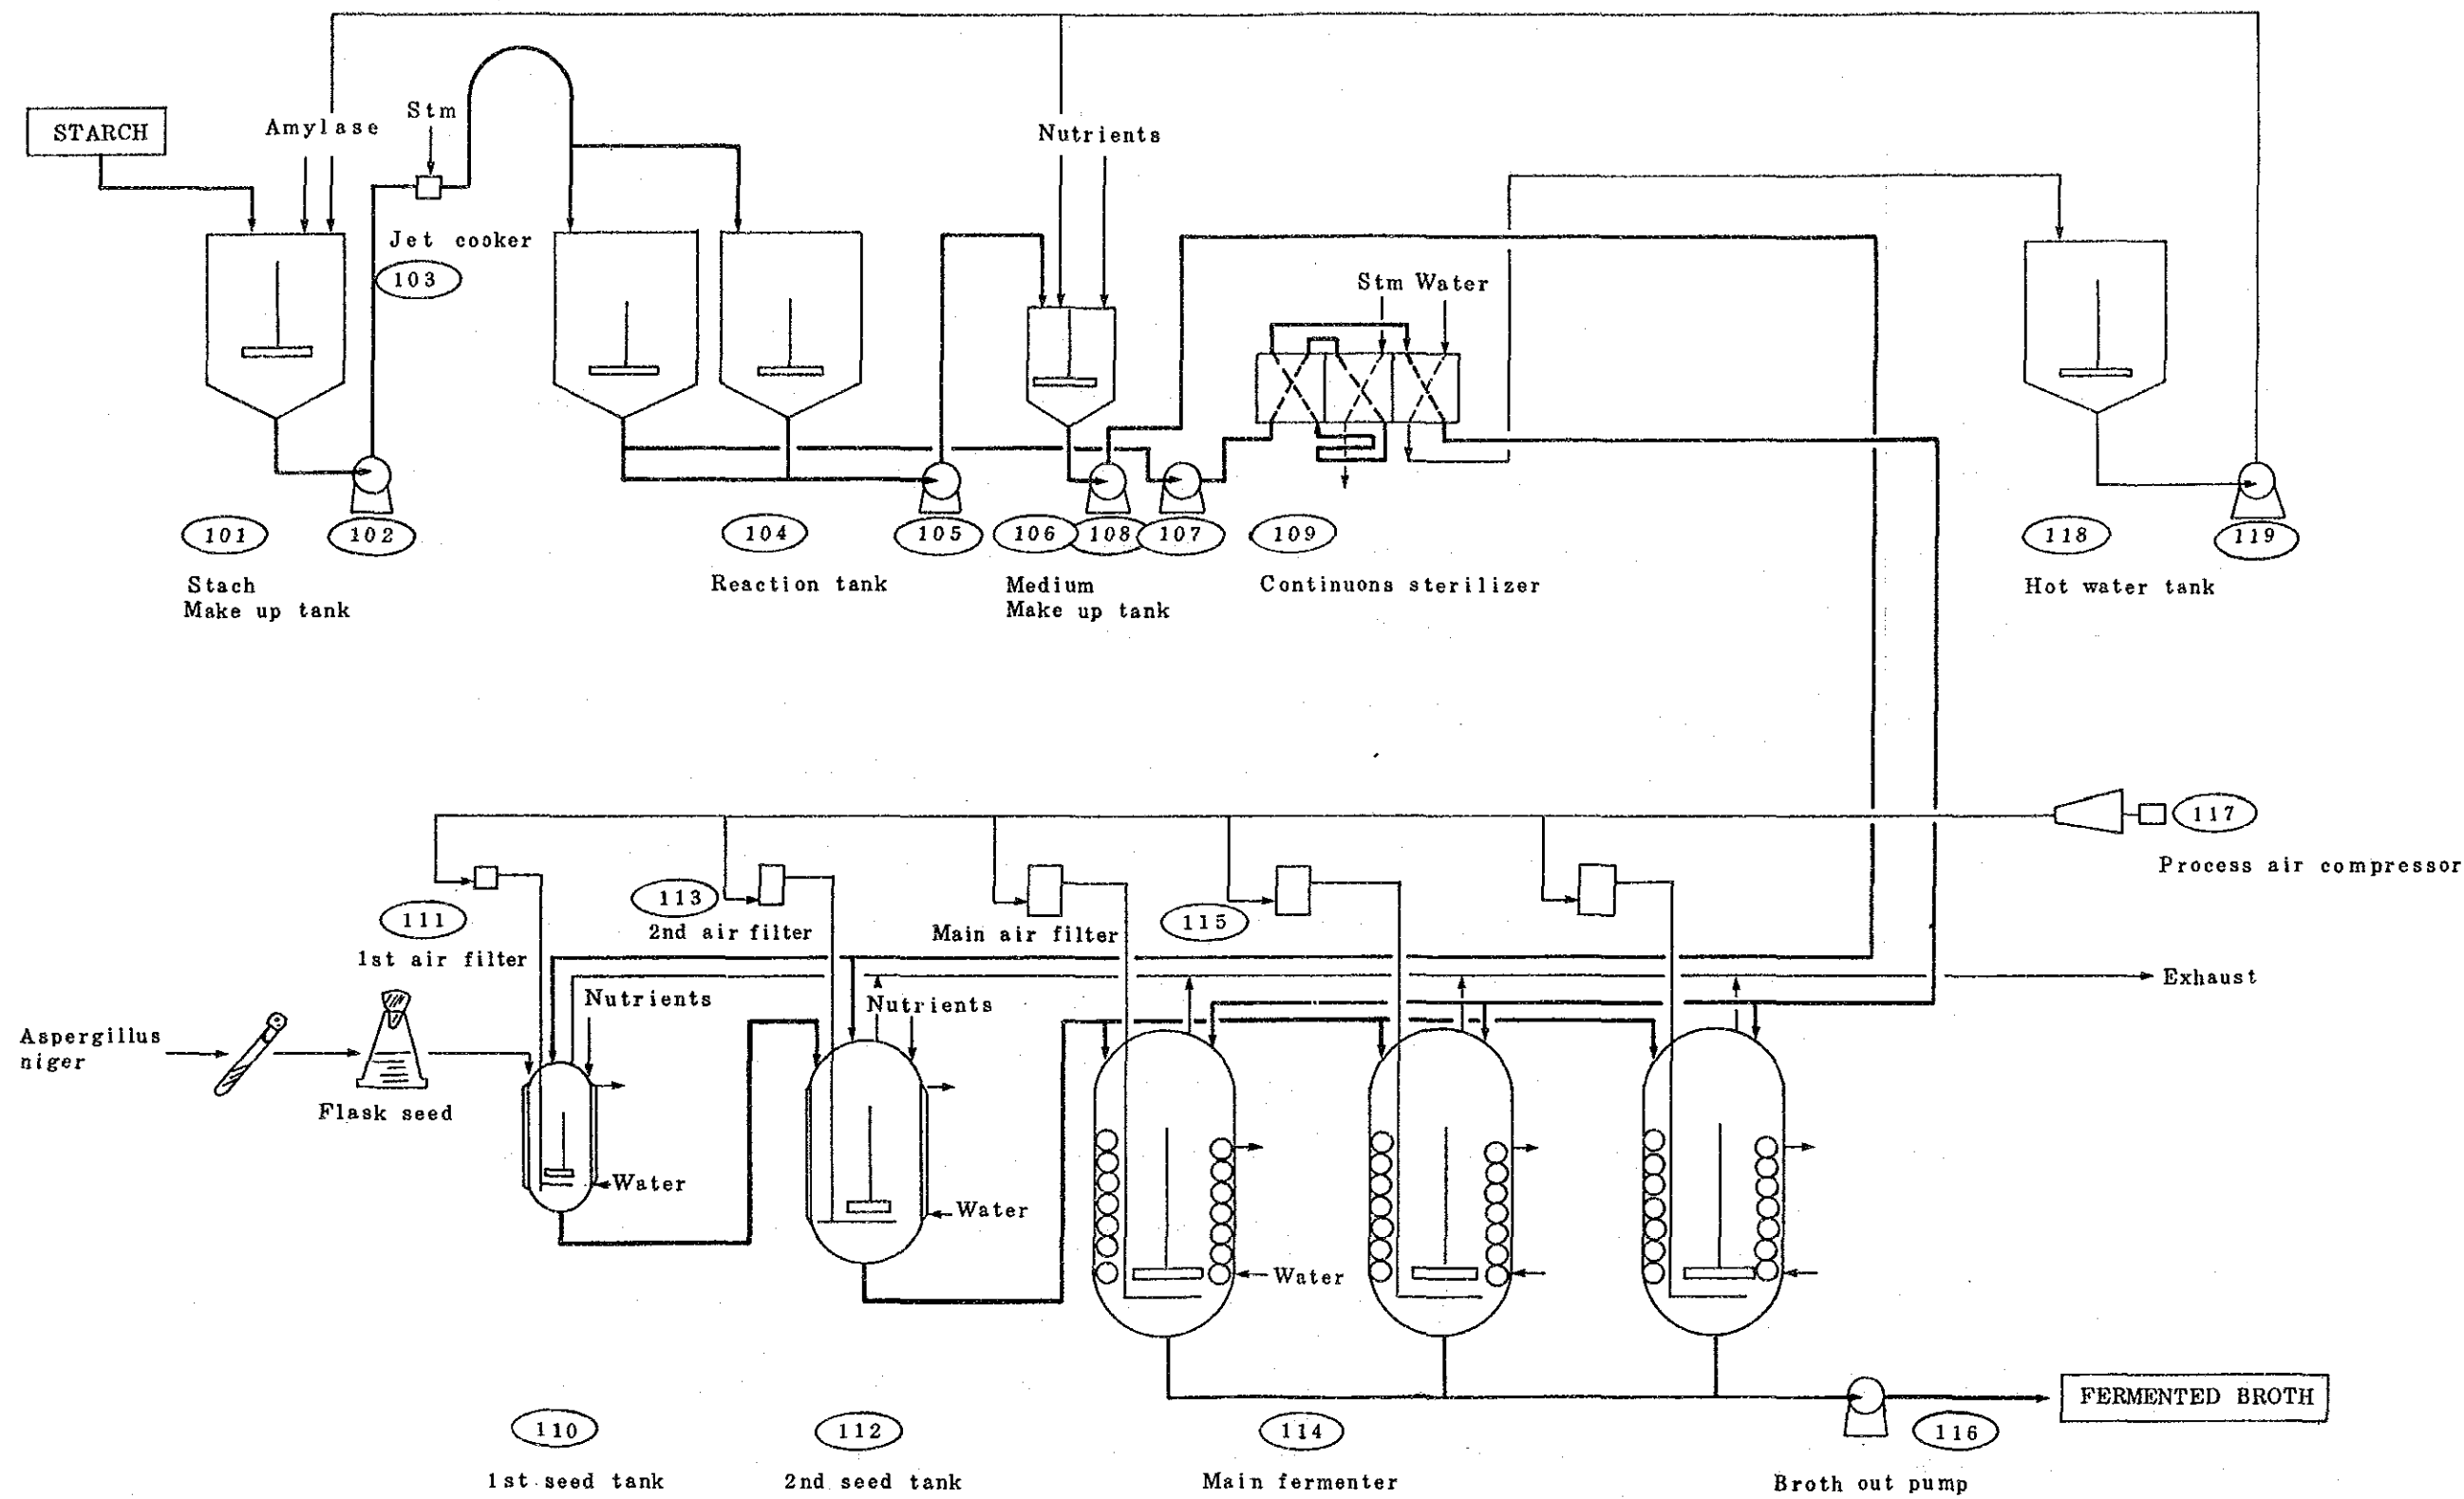 STARCH
Amylase
Stm
Nutrients
Jet cooker
103
Stm Water
101
102
104
105
106
108
107
109
118
119
Stach
Make up tank
Reaction tank
Medium
Make up tank
Continuons sterilizer
Hot water tank
117
Process air compressor
111
1st air filter
113
2nd air filter
Main air filter
115
Exhaust
Nutrients
Nutrients
Aspergillus
niger
Flask seed
Water
Water
Water
FERMENTED BROTH
110
112
114
116
1st seed tank
2nd seed tank
Main fermenter
Broth out pump